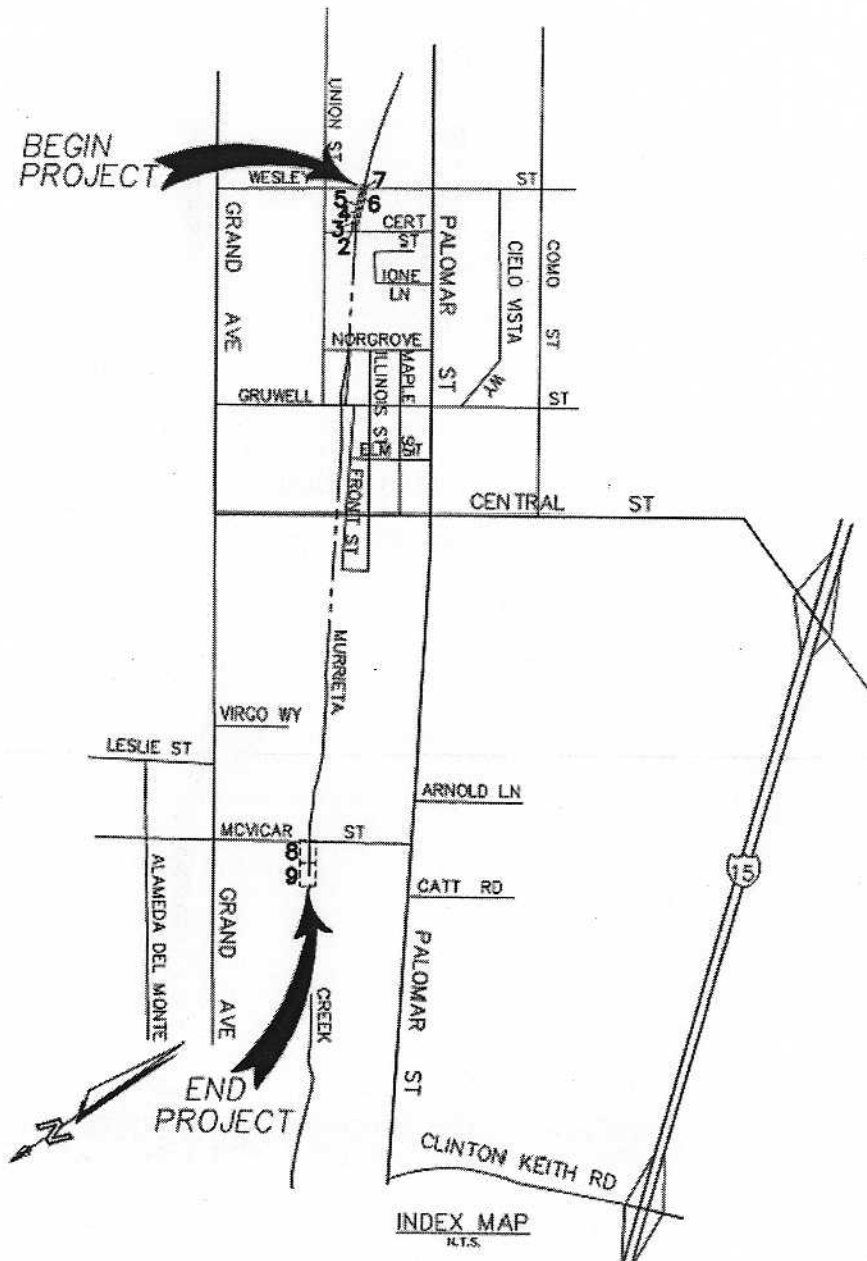 UNION ST
BEGIN
PROJECT
WESLEY ST
7
5
6
4
3
2
CERT
ST
IONE
LN
GRAND AVE
PALOMAR ST
CIELO VISTA
WY
COMO ST
NORGROVE
ILLINOIS ST
MAPLE ST
GRUWELL ST
ELM ST
FRONT ST
CENTRAL ST
MURRIETA
VIRGO WY
LESLIE ST
ARNOLD LN
MCVICAR ST
8
9
15
CATT RD
ALAMEDA DEL MONTE
GRAND AVE
PALOMAR ST
CREEK
END
PROJECT
N
CLINTON KEITH RD
INDEX MAP
N.T.S.